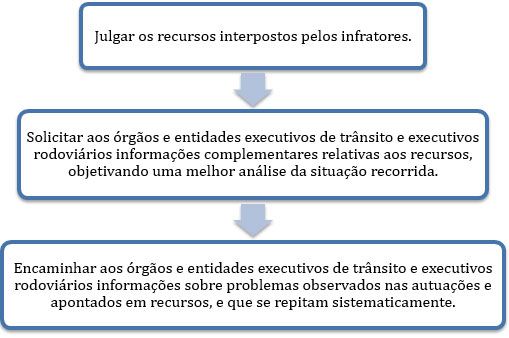 Julgar os recursos interpostos pelos infratores.
Solicitar aos órgãos e entidades executivos de trânsito e executivos
rodoviários informações complementares relativas aos recursos,
objetivando uma melhor análise da situação recorrida.
Encaminhar aos órgãos e entidades executivos de trânsito e executivos
rodoviários informações sobre problemas observados nas autuações e
apontados em recursos, e que se repitam sistematicamente.